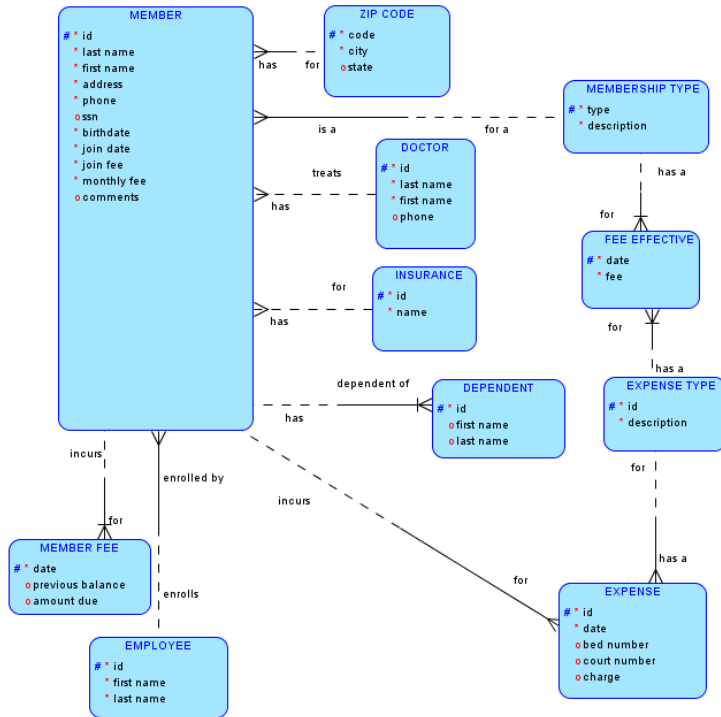 MEMBER
# * id
* last name
* first name
* address
* phone
o ssn
* birthdate
* join date
* join fee
* monthly fee
o comments
ZIP CODE
# * code
* city
o state
has
for
MEMBERSHIP TYPE
# * type
* description
is a
for a
DOCTOR
# * id
* last name
* first name
o phone
treats
has
has a
for
FEE EFFECTIVE
# * date
* fee
INSURANCE
# * id
* name
for
has
for
has a
EXPENSE TYPE
# * id
* description
dependent of
has
DEPENDENT
# * id
o first name
o last name
incurs
for
MEMBER FEE
# * date
o previous balance
o amount due
enrolled by
enrolls
EMPLOYEE
# * id
* first name
* last name
incurs
for
for
has a
EXPENSE
# * id
* date
o bed number
o court number
o charge